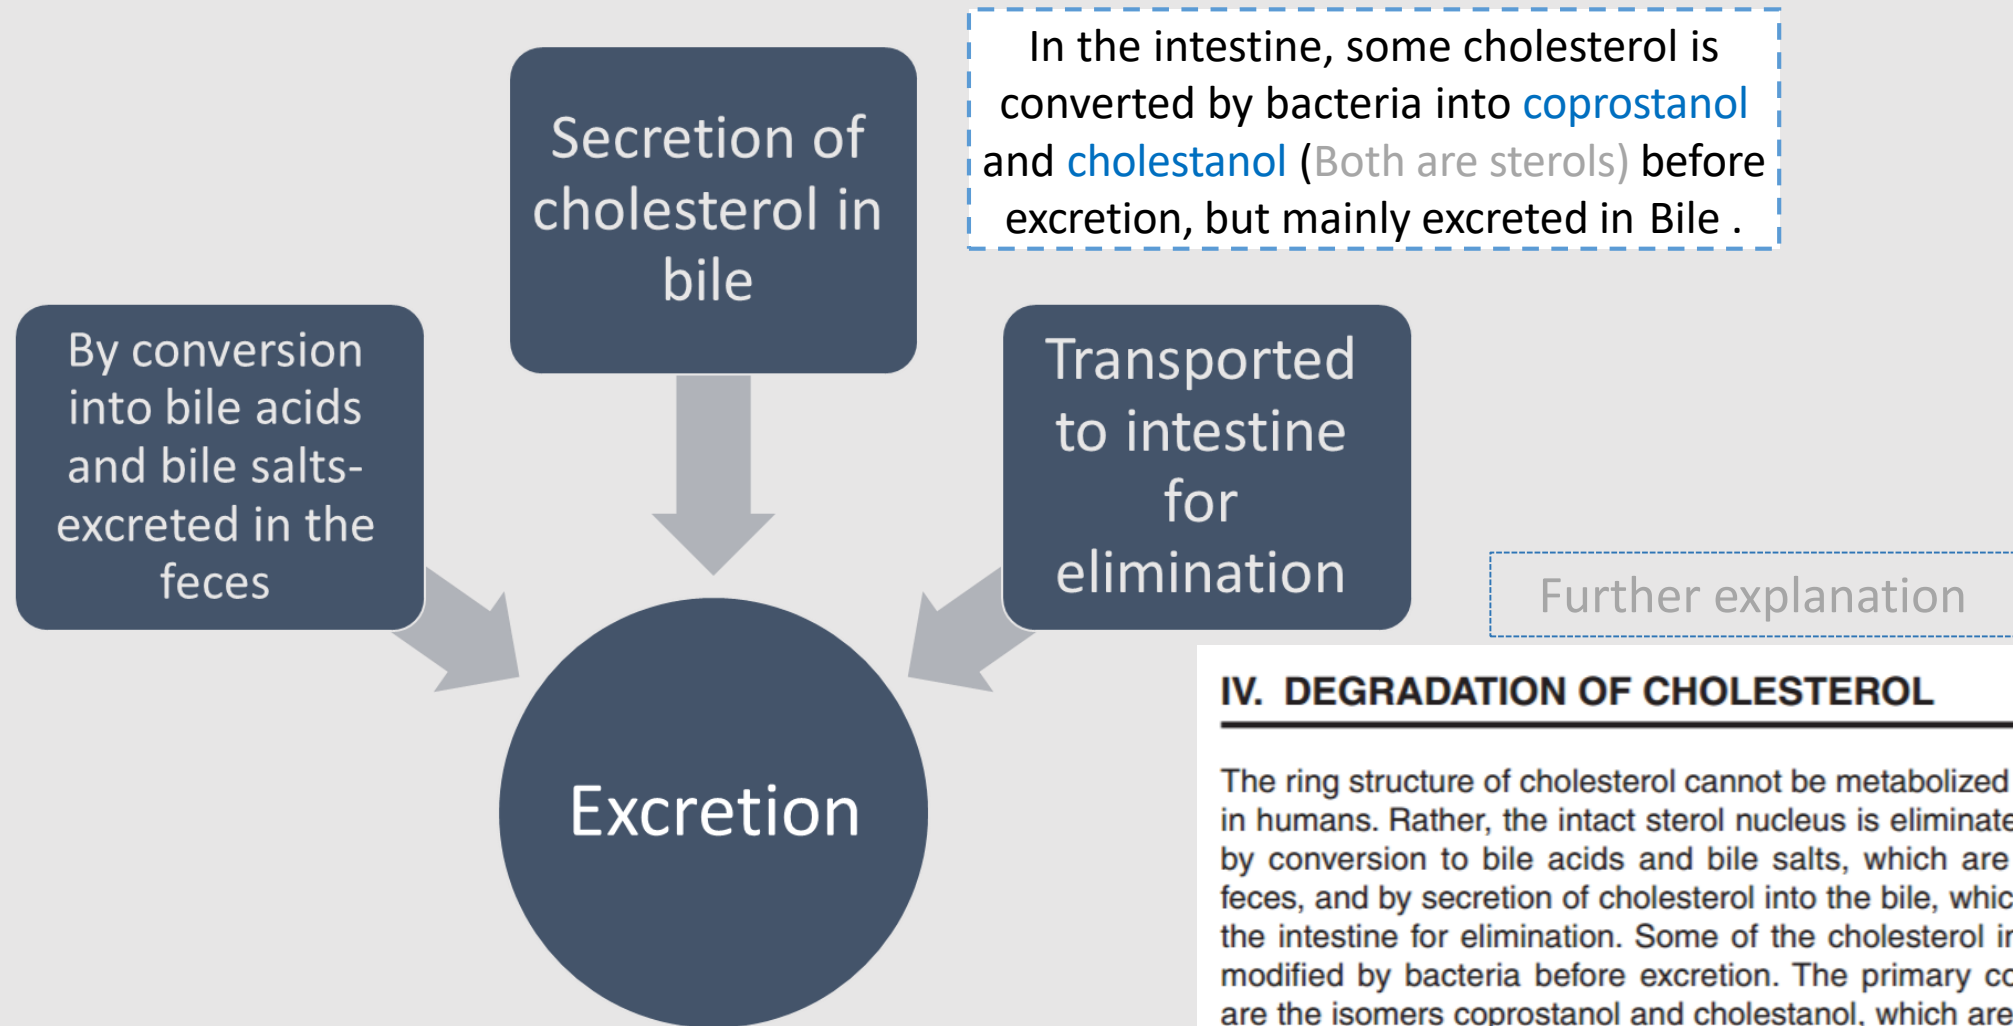 In the intestine, some cholesterol is
converted by bacteria into coprostanol
and cholestanol (Both are sterols) before
excretion, but mainly excreted in Bile .
Secretion of
cholesterol in
bile
By conversion
into bile acids
and bile salts-
excreted in the
feces
Transported
to intestine
for
elimination
Excretion
Further explanation
IV. DEGRADATION OF CHOLESTEROL
The ring structure of cholesterol cannot be metabolized
in humans. Rather, the intact sterol nucleus is
by conversion to bile acids and bile salts, which are
feces, and by secretion of cholesterol into the bile,
the intestine for elimination. Some of the cholesterol
modified by bacteria before excretion. The primary
are the isomers coprostanol and cholestanol, which are